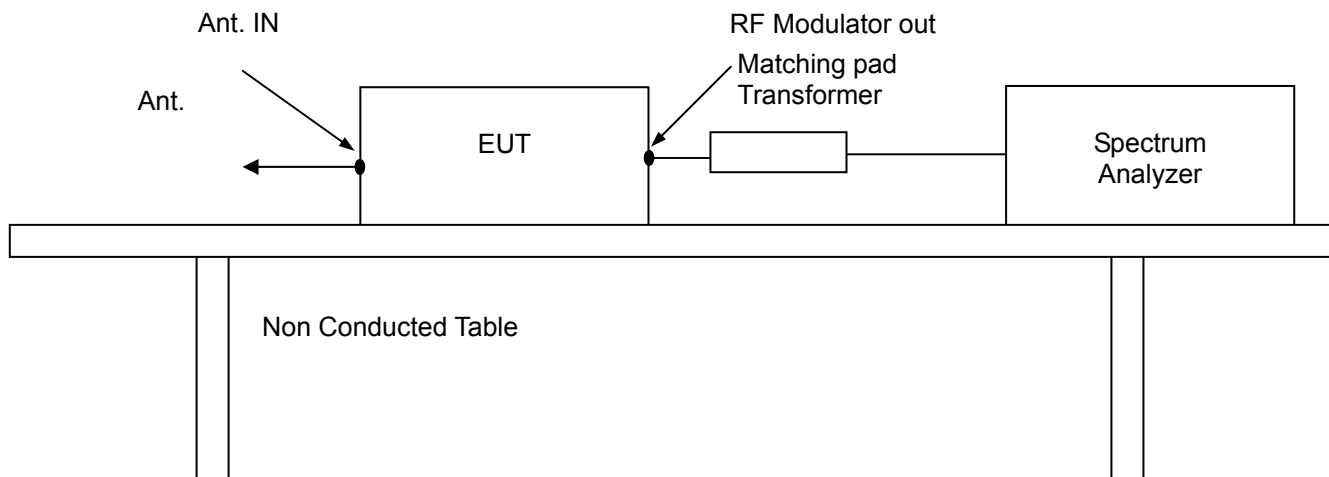 Ant. IN
RF Modulator out
Matching pad
Transformer
Ant.
EUT
Spectrum
Analyzer
Non Conducted Table